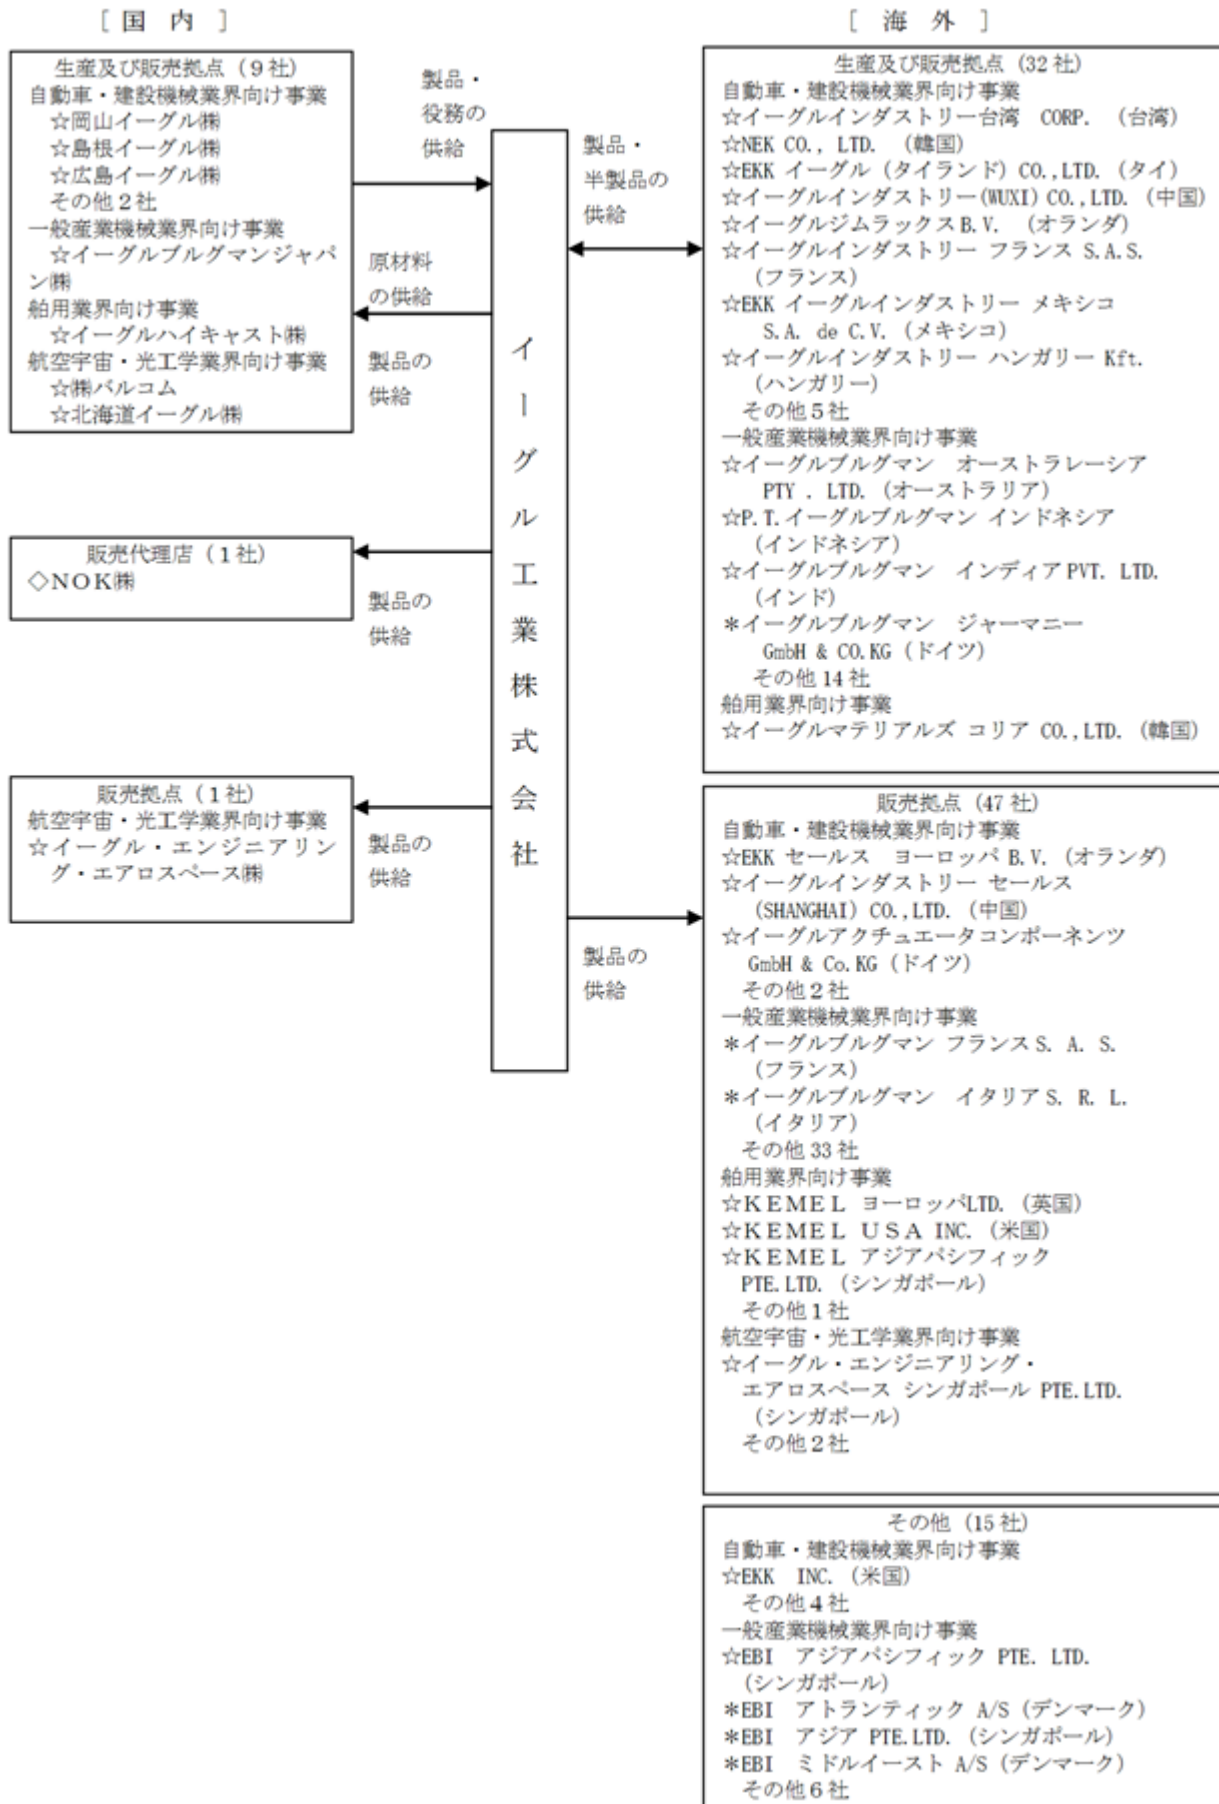 ［ 国　内 ］
生産及び販売拠点（9社）
自動車・建設機械業界向け事業
☆岡山イーグル㈱
☆島根イーグル㈱
☆広島イーグル㈱
その他２社
一般産業機械業界向け事業
☆イーグルブルグマンジャパ
ン㈱
舶用業界向け事業
☆イーグルハイキャスト㈱
航空宇宙・光工学業界向け事業
☆㈱バルコム
☆北海道イーグル㈱
販売代理店（１社）
◇ＮＯＫ㈱
販売拠点（１社）
航空宇宙・光工学業界向け事業
☆イーグル・エンジニアリン
グ・エアロスペース㈱
製品・
役務の
供給
原材料
の供給
製品の
供給
製品の
供給
製品の
供給
イーグル工業株式会社
製品・
半製品の
供給
製品の
供給
［ 海　外 ］
生産及び販売拠点（32社）
自動車・建設機械業界向け事業
☆イーグルインダストリー台湾 CORP. （台湾）
☆NEK CO., LTD. （韓国）
☆EKK イーグル（タイランド）CO.,LTD.（タイ）
☆イーグルインダストリー(WUXI) CO.,LTD.（中国）
☆イーグルジムラックス B.V. （オランダ）
☆イーグルインダストリー フランス S.A.S.
（フランス）
☆EKK イーグルインダストリー メキシコ
S.A. de C.V.（メキシコ）
☆イーグルインダストリー ハンガリー Kft.
（ハンガリー）
その他５社
一般産業機械業界向け事業
☆イーグルブルグマン　オーストラレーシア
PTY . LTD.（オーストラリア）
☆P.T.イーグルブルグマン インドネシア
（インドネシア）
☆イーグルブルグマン　インディア PVT. LTD.
（インド）
＊イーグルブルグマン　ジャーマニー
GmbH & CO.KG（ドイツ）
その他 14 社
舶用業界向け事業
☆イーグルマテリアルズ コリア CO.,LTD.（韓国）
販売拠点（47社）
自動車・建設機械業界向け事業
☆EKK セールス　ヨーロッパ B.V.（オランダ）
☆イーグルインダストリー セールス
(SHANGHAI) CO.,LTD.（中国）
☆イーグルアクチュエータコンポーネンツ
GmbH & Co.KG（ドイツ）
その他２社
一般産業機械業界向け事業
＊イーグルブルグマン フランス S. A. S.
（フランス）
＊イーグルブルグマン　イタリア S. R. L.
（イタリア）
その他 33 社
舶用業界向け事業
☆ＫＥＭＥＬ ヨーロッパLTD.（英国）
☆ＫＥＭＥＬ ＵＳＡ INC.（米国）
☆ＫＥＭＥＬ アジアパシフィック
PTE.LTD.（シンガポール）
その他１社
航空宇宙・光工学業界向け事業
☆イーグル・エンジニアリング・
エアロスペース シンガポール PTE.LTD.
（シンガポール）
その他２社
その他（15社）
自動車・建設機械業界向け事業
☆EKK　INC.（米国）
その他４社
一般産業機械業界向け事業
☆EBI　アジアパシフィック PTE. LTD.
（シンガポール）
＊EBI　アトランティック A/S（デンマーク）
＊EBI　アジア PTE.LTD.（シンガポール）
＊EBI　ミドルイースト A/S（デンマーク）
その他６社